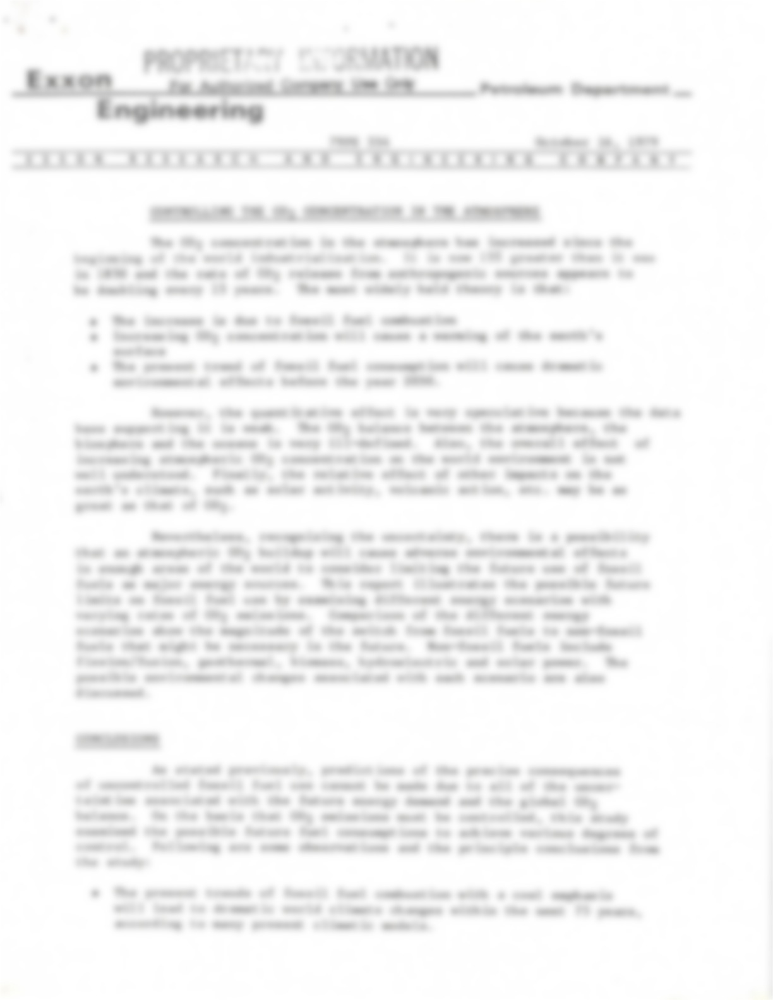 PROPRIETARY INFORMATION
Exxon
For Authorized Company Use Only
Petroleum Department
Engineering
October 16, 1979
CONTROLLING THE CO2 CONCENTRATION IN THE ATMOSPHERE
The CO2 concentration in the atmosphere has increased since the
beginning of the world industrialization. It is now 15% greater than it was
in 1850 and the rate of CO2 release from anthropogenic sources appears to
be doubling every 15 years. The most widely held theory is that:
• The increase is due to fossil fuel combustion
• Increasing CO2 concentration will cause a warming of the earth's
surface
• The present trend of fossil fuel consumption will cause dramatic
environmental effects before the year 2050.
However, the quantitative effect is very speculative because the data
base supporting it is weak. The CO2 balance between the atmosphere, the
biosphere and the oceans is very ill-defined. Also, the overall effect of
increasing atmospheric CO2 concentration on the world environment is not
well understood. Finally, the relative effect of other impacts on the
earth's climate, such as solar activity, volcanic action, etc. may be as
great as that of CO2.
Nevertheless, recognizing the uncertainty, there is a possibility
that an atmospheric CO2 buildup will cause adverse environmental effects
in enough areas of the world to consider limiting the future use of fossil
fuels as major energy sources. This report illustrates the possible future
limits on fossil fuel use by examining different energy scenarios with
varying rates of CO2 emissions. Comparison of the different energy
scenarios show the magnitude of the switch from fossil fuels to non-fossil
fuels that might be necessary in the future. Non-fossil fuels include
fission/fusion, geothermal, biomass, hydroelectric and solar power. The
possible environmental changes associated with each scenario are also
discussed.
CONCLUSIONS
As stated previously, predictions of the precise consequences
of uncontrolled fossil fuel use cannot be made due to all of the uncer-
tainties associated with the future energy demand and the global CO2
balance. On the basis that CO2 emissions must be controlled, this study
examined the possible future fuel consumptions to achieve various degrees of
control. Following are some observations and the principle conclusions from
the study:
• The present trends of fossil fuel combustion with a coal emphasis
will lead to dramatic world climate changes within the next 75 years,
according to many present climatic models.